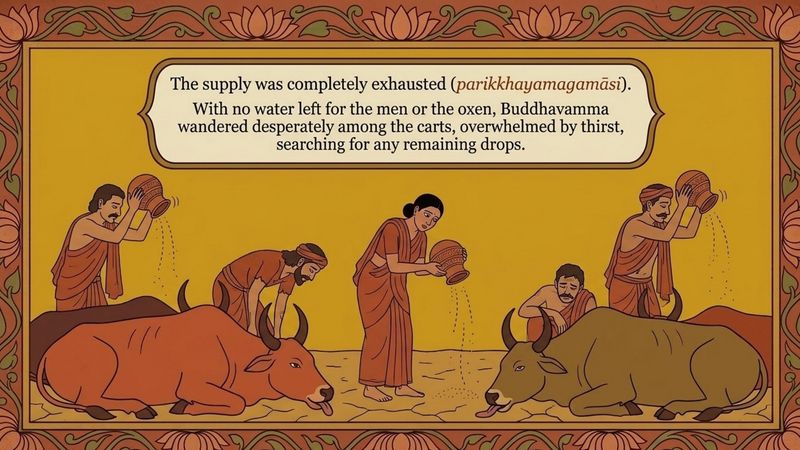 The supply was completely exhausted (parikkhayamagamāsi).
With no water left for the men or the oxen, Buddhavamma
wandered desperately among the carts, overwhelmed by thirst,
searching for any remaining drops.